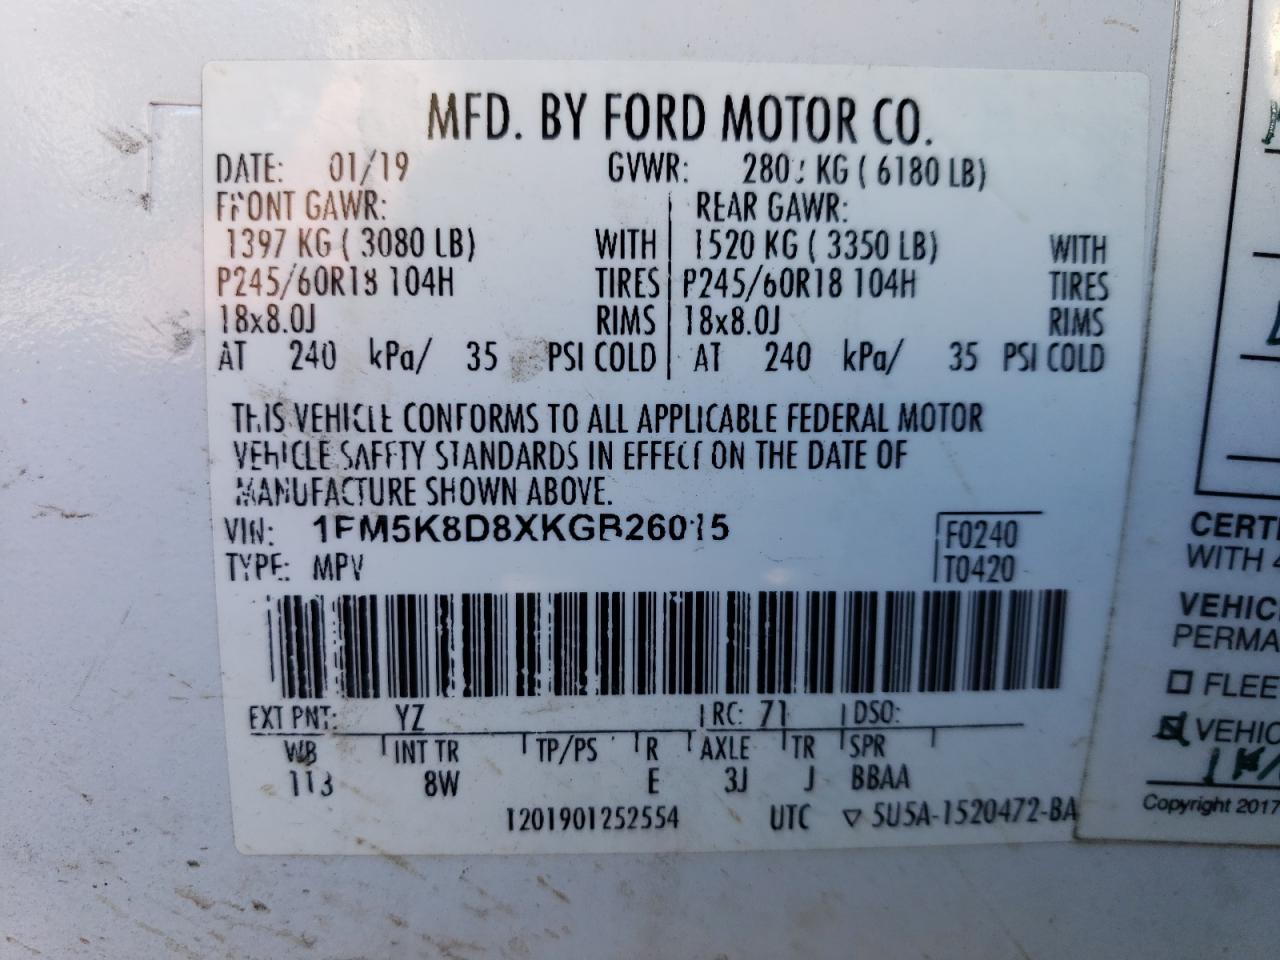 MFD. BY FORD MOTOR CO.
DATE: 01/19 GVWR: KG ( 6180 LB)
FRONT GAWR: REAR GAWR:
1397 KG ( 3080 LB) WITH 1520 KG ( 3350 LB) WITH
P245/60R18 104H TIRES P245/60R18 104H TIRES
18x8.0J RIMS 18x8.0J RIMS
AT 240 kPa/ 35 PSI COLD AT 240 kPa/ 35 PSI COLD
THIS VEHICLE CONFORMS TO ALL APPLICABLE FEDERAL MOTOR
VEHICLE SAFETY STANDARDS IN EFFECT ON THE DATE OF
MANUFACTURE SHOWN ABOVE.
VIN: 1FM5K8D8XKGB26015 F0240
TYPE: MPV T0420
EXT PNT: YZ RC: 71 DSO:
WB INT TR TP/PS R AXLE TR SPR
113 8W E 3J J BBAA
1201901252554 UTC ▽ 5U5A-1520472-BA
CERTI
WITH 4
VEHIC
PERMA
FLEE
VEHIC
Copyright 2017